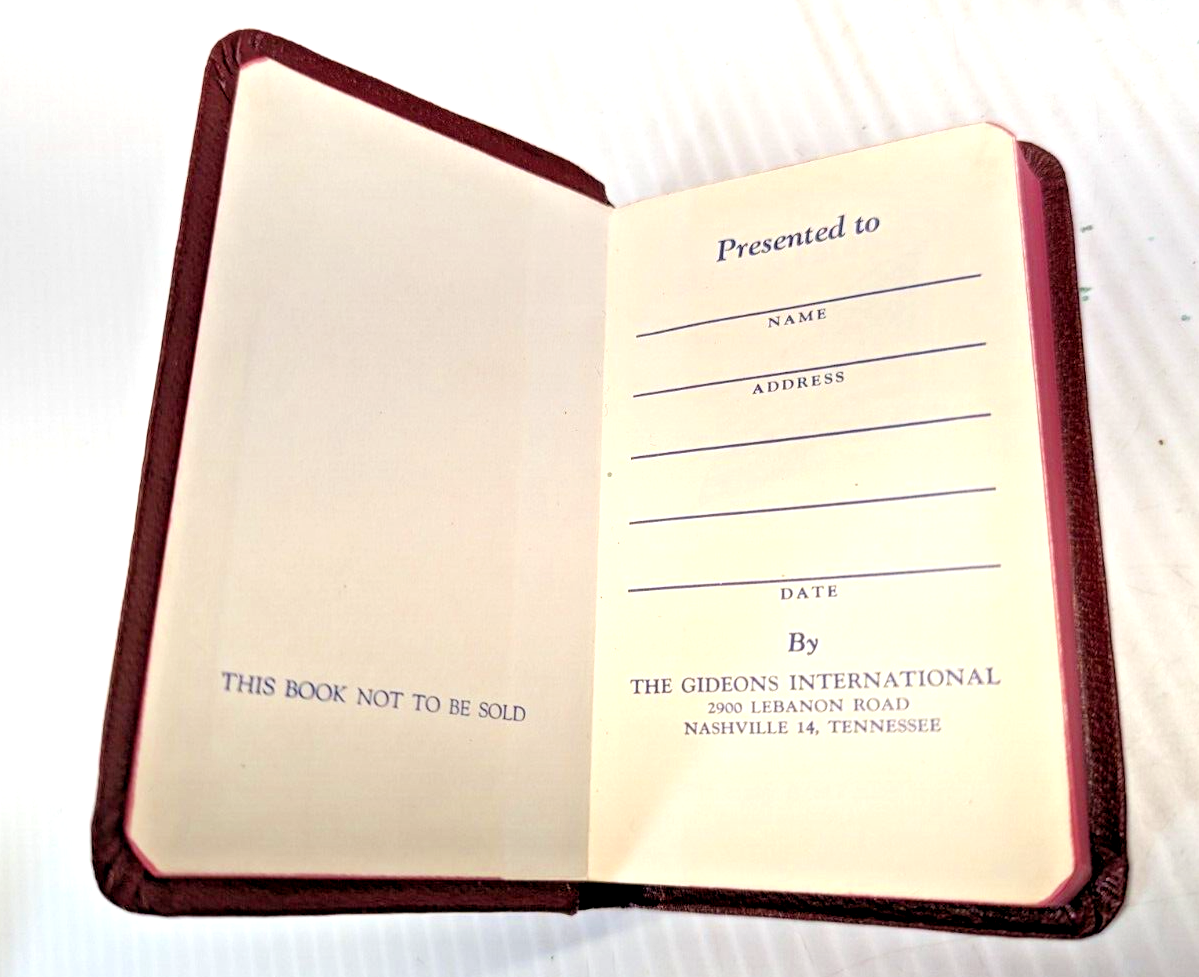 THIS BOOK NOT TO BE SOLD
Presented to
NAME
ADDRESS
DATE
By
THE GIDEONS INTERNATIONAL
2900 LEBANON ROAD
NASHVILLE 14, TENNESSEE